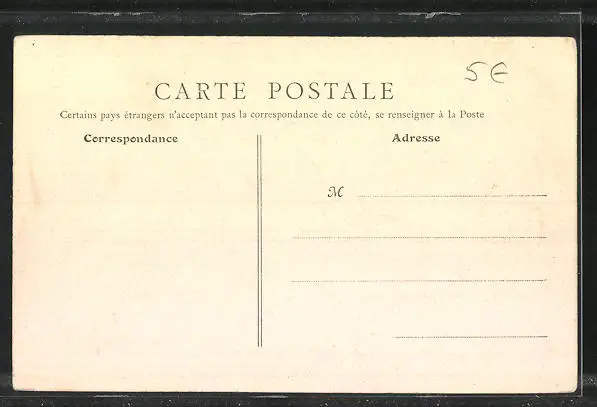 5€
CARTE POSTALE
Certains pays étrangers n'acceptant pas la correspondance de ce côté, se renseigner à la Poste
Correspondance
Adresse
M